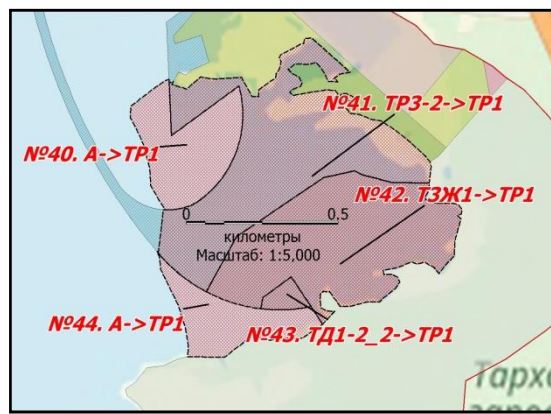 №41. ТР3-2->ТР1
№40. А->ТР1
№42. ТЗЖ1->ТР1
0 0.5
километры
Масштаб: 1:5,000
№44. А->ТР1
№43. ТД1-2_2->ТР1